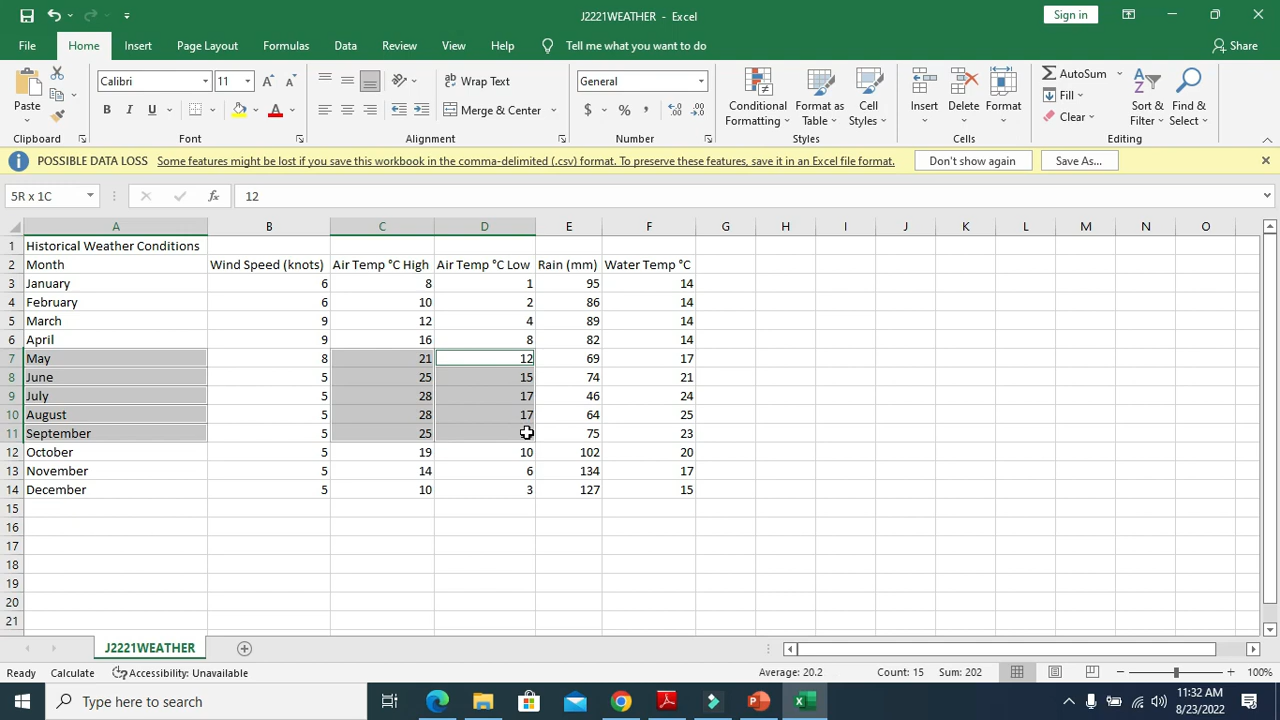 J2221WEATHER - Excel
Sign in
File Home Insert Page Layout Formulas Data Review View Help Tell me what you want to do Share
Paste
Calibri 11
Wrap Text
General
Conditional Formatting
Format as Table
Cell Styles
Insert Delete Format
AutoSum
Fill
Clear
Sort & Filter
Find & Select
B I U A
Merge & Center
$ % ,
Clipboard Font Alignment Number Styles Cells Editing
POSSIBLE DATA LOSS Some features might be lost if you save this workbook in the comma-delimited (.csv) format. To preserve these features, save it in an Excel file format. Don't show again Save As...
5R x 1C fx 12
A B C D E F G H I J K L M N O
1 Historical Weather Conditions
2 Month Wind Speed (knots) Air Temp °C High Air Temp °C Low Rain (mm) Water Temp °C
3 January 6 8 1 95 14
4 February 6 10 2 86 14
5 March 9 12 4 89 14
6 April 9 16 8 82 14
7 May 8 21 12 69 17
8 June 5 25 15 74 21
9 July 5 28 17 46 24
10 August 5 28 17 64 25
11 September 5 25 75 23
12 October 5 19 10 102 20
13 November 5 14 6 134 17
14 December 5 10 3 127 15
15
16
17
18
19
20
21
J2221WEATHER
Ready Calculate Accessibility: Unavailable Average: 20.2 Count: 15 Sum: 202 100%
Type here to search
11:32 AM
8/23/2022